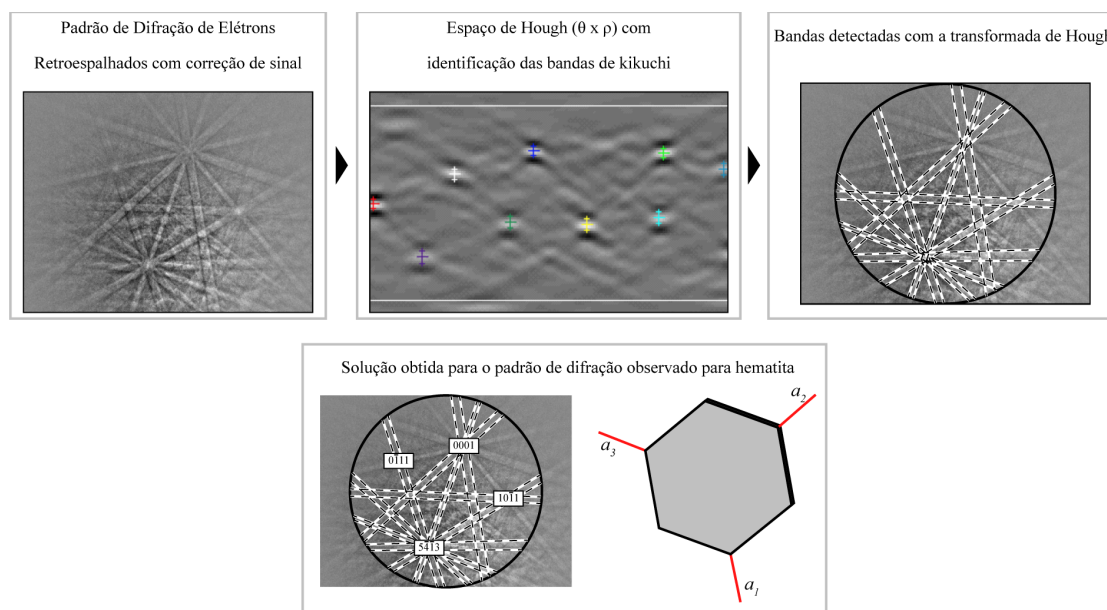 Padrão de Difração de Elétrons
Retroespalhados com correção de sinal
Espaço de Hough (θ x ρ) com
identificação das bandas de kikuchi
Bandas detectadas com a transformada de Hough
Solução obtida para o padrão de difração observado para hematita
0001
0111
1011
5413
a2
a3
a1